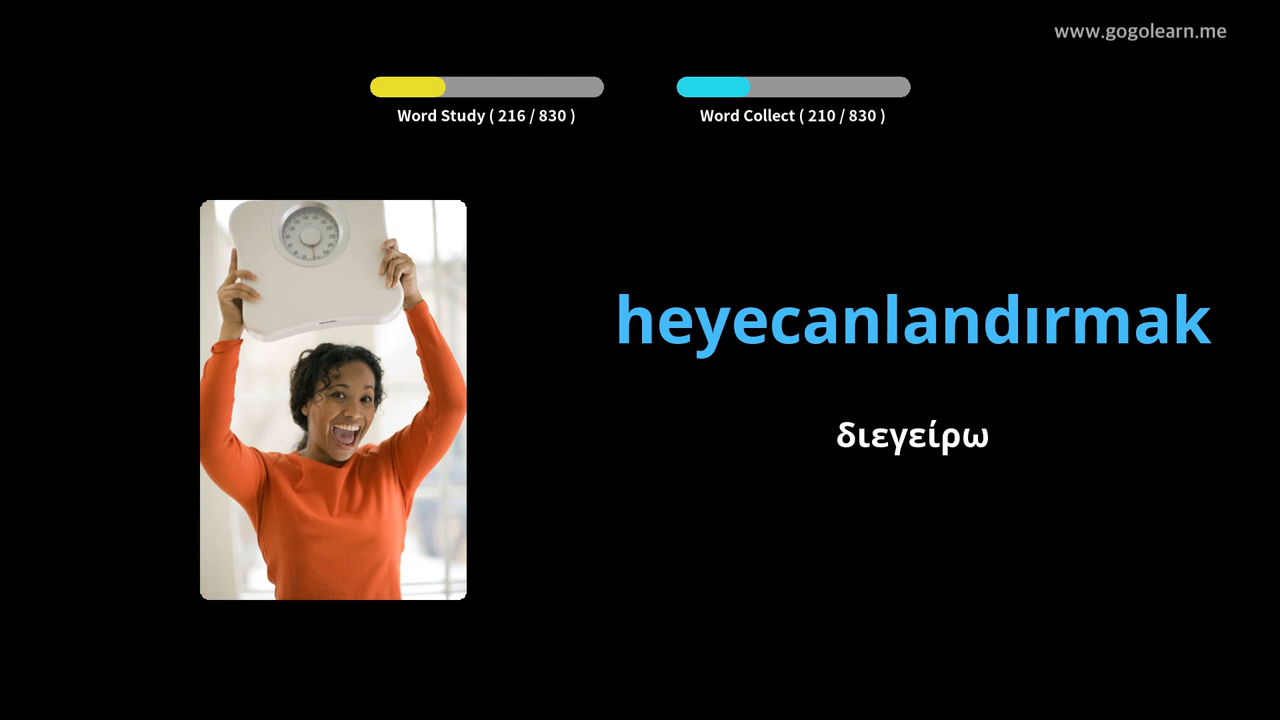 www.gogolearn.me
Word Study ( 216 / 830 )
Word Collect ( 210 / 830 )
heyecanlandırmak
διεγείρω